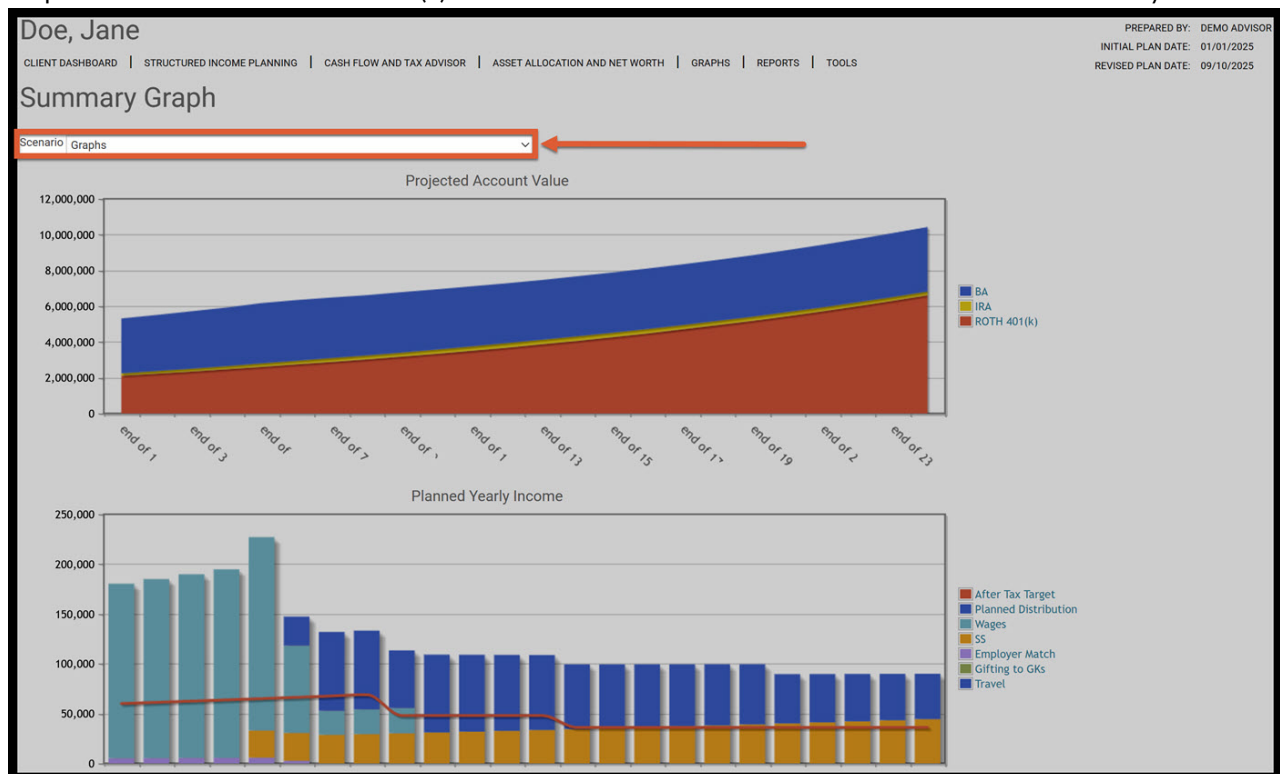 Doe, Jane
PREPARED BY: DEMO ADVISOR
INITIAL PLAN DATE: 01/01/2025
REVISED PLAN DATE: 09/10/2025
CLIENT DASHBOARD | STRUCTURED INCOME PLANNING | CASH FLOW AND TAX ADVISOR | ASSET ALLOCATION AND NET WORTH | GRAPHS | REPORTS | TOOLS
Summary Graph
Scenario Graphs
Projected Account Value
12,000,000
10,000,000
8,000,000
6,000,000
4,000,000
2,000,000
0
end of 1
end of 3
end of
end of 7
end of
end of 1
end of 13
end of 15
end of 1
end of 19
end of 2
end of 23
BA
IRA
ROTH 401(k)
Planned Yearly Income
250,000
200,000
150,000
100,000
50,000
0
After Tax Target
Planned Distribution
Wages
SS
Employer Match
Gifting to GKs
Travel